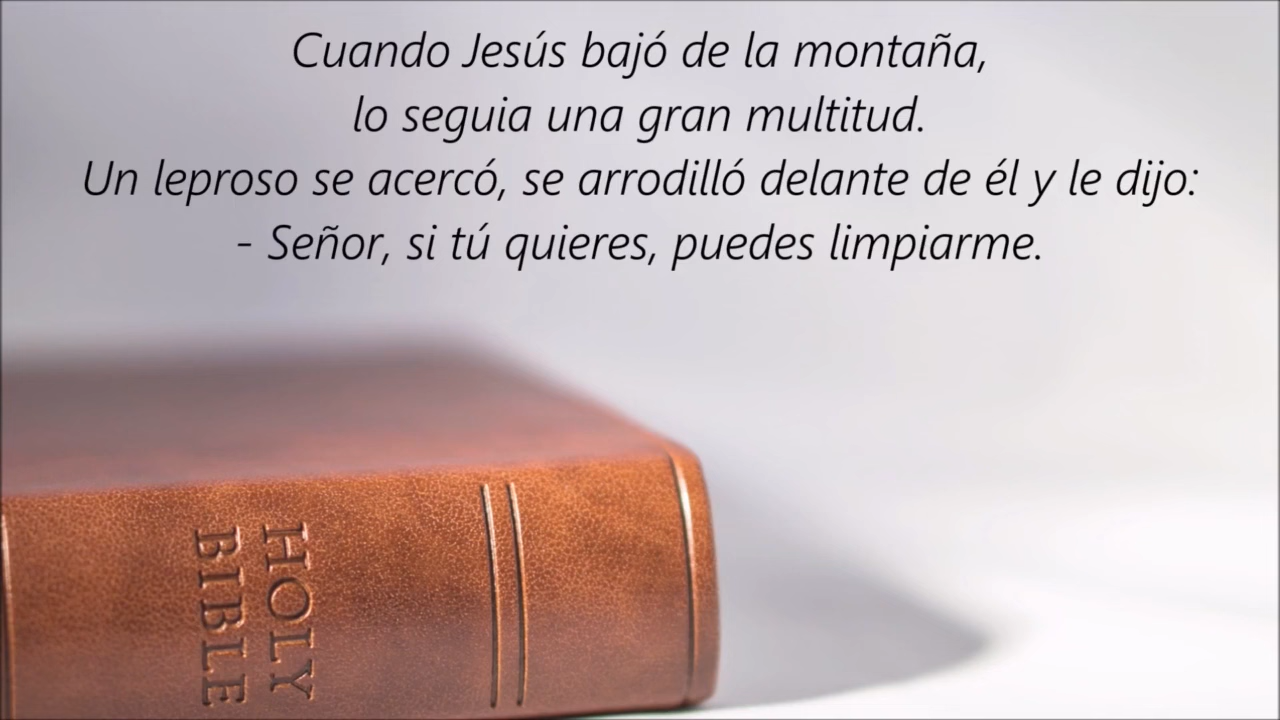 Cuando Jesús bajó de la montaña,
lo seguia una gran multitud.
Un leproso se acercó, se arrodilló delante de él y le dijo:
- Señor, si tú quieres, puedes limpiarme.
HOLY
BIBLE